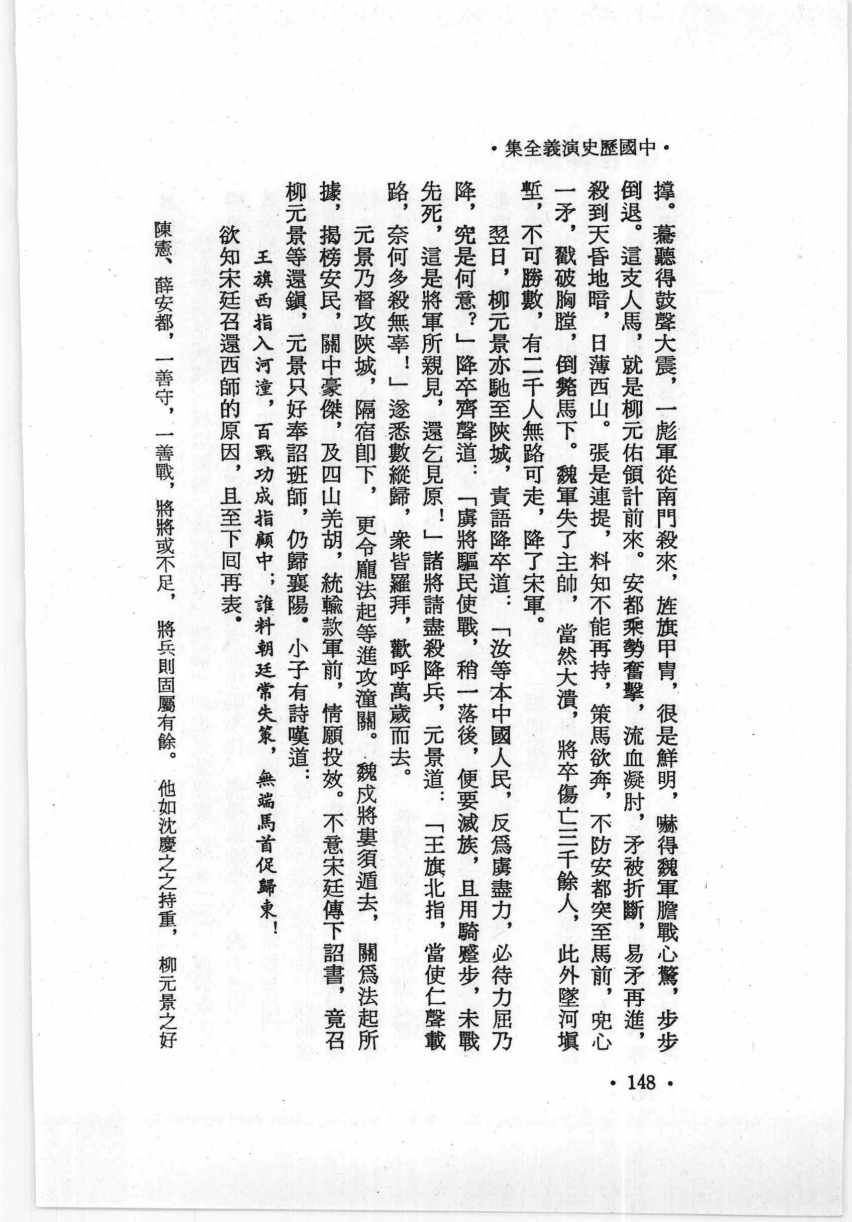 •中國歷史演義全集•
撐。驀聽得鼓聲大震，一彪軍從南門殺來，旌旗甲冑，很是鮮明，嚇得魏軍膽戰心驚，步步
倒退。這支人馬，就是柳元佑領計前來。安都乘勢奮擊，流血凝肘，矛被折斷，易矛再進，
殺到天昏地暗，日薄西山。張是連提，料知不能再持，策馬欲奔，不防安都突至馬前，兜心
一矛，戳破胸膛，倒斃馬下。魏軍失了主帥，當然大潰，將卒傷亡三千餘人，此外墜河塡
塹，不可勝數，有二千人無路可走，降了宋軍。
翌日，柳元景亦馳至陝城，責語降卒道：「汝等本中國人民，反爲虜盡力，必待力屈乃
降，究是何意？」降卒齊聲道：「虜將驅民使戰，稍一落後，便要滅族，且用騎蹙步，未戰
先死，這是將軍所親見，還乞見原！」諸將請盡殺降兵，元景道：「王旗北指，當使仁聲載
路，奈何多殺無辜！」遂悉數縱歸，衆皆羅拜，歡呼萬歲而去。
元景乃督攻陝城，隔宿卽下，更令龐法起等進攻潼關。魏戍將婁須遁去，關爲法起所
據，揭榜安民，關中豪傑，及四山羌胡，統輸款軍前，情願投效。不意宋廷傳下詔書，竟召
柳元景等還鎭，元景只好奉詔班師，仍歸襄陽。小子有詩嘆道：
王旗西指入河潼，百戰功成指顧中；誰料朝廷常失策，無端馬首促歸東！
欲知宋廷召還西師的原因，且至下回再表。
陳憲、薛安都，一善守，一善戰，將將或不足，將兵則固屬有餘。他如沈慶之之持重，柳元景之好
•148•